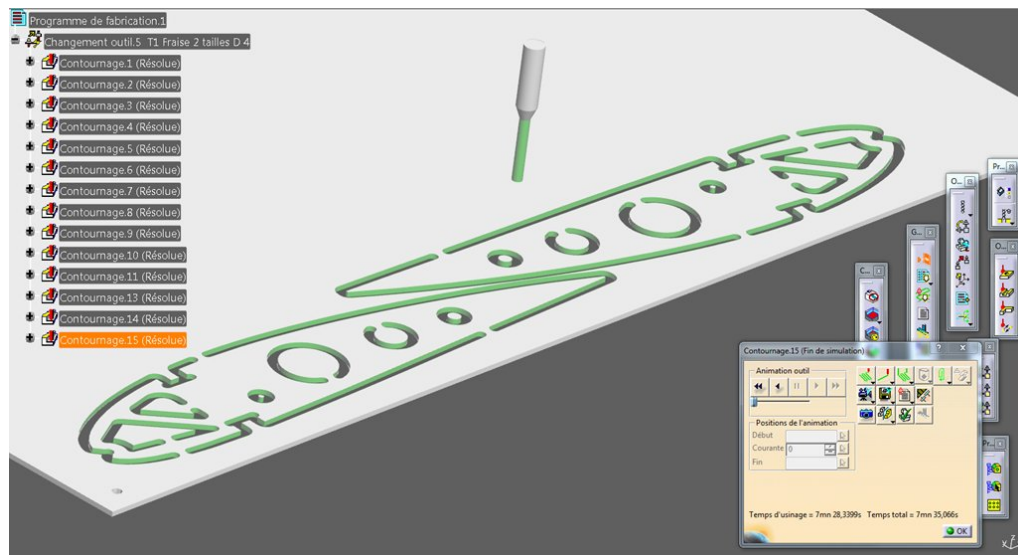 Programme de fabrication.1
Changement outil.5 T1 Fraise 2 tailles D 4
Contournage.1 (Résolue)
Contournage.2 (Résolue)
Contournage.3 (Résolue)
Contournage.4 (Résolue)
Contournage.5 (Résolue)
Contournage.6 (Résolue)
Contournage.7 (Résolue)
Contournage.8 (Résolue)
Contournage.9 (Résolue)
Contournage.10 (Résolue)
Contournage.11 (Résolue)
Contournage.13 (Résolue)
Contournage.14 (Résolue)
Contournage.15 (Résolue)
Pr...
O...
G...
O...
C...
Contournage.15 (Fin de simulation)
Animation outil
Positions de l'animation
Début
Courante 0
Fin
Pr...
Temps d'usinage = 7mn 28,3399s Temps total = 7mn 35,066s
OK
x z